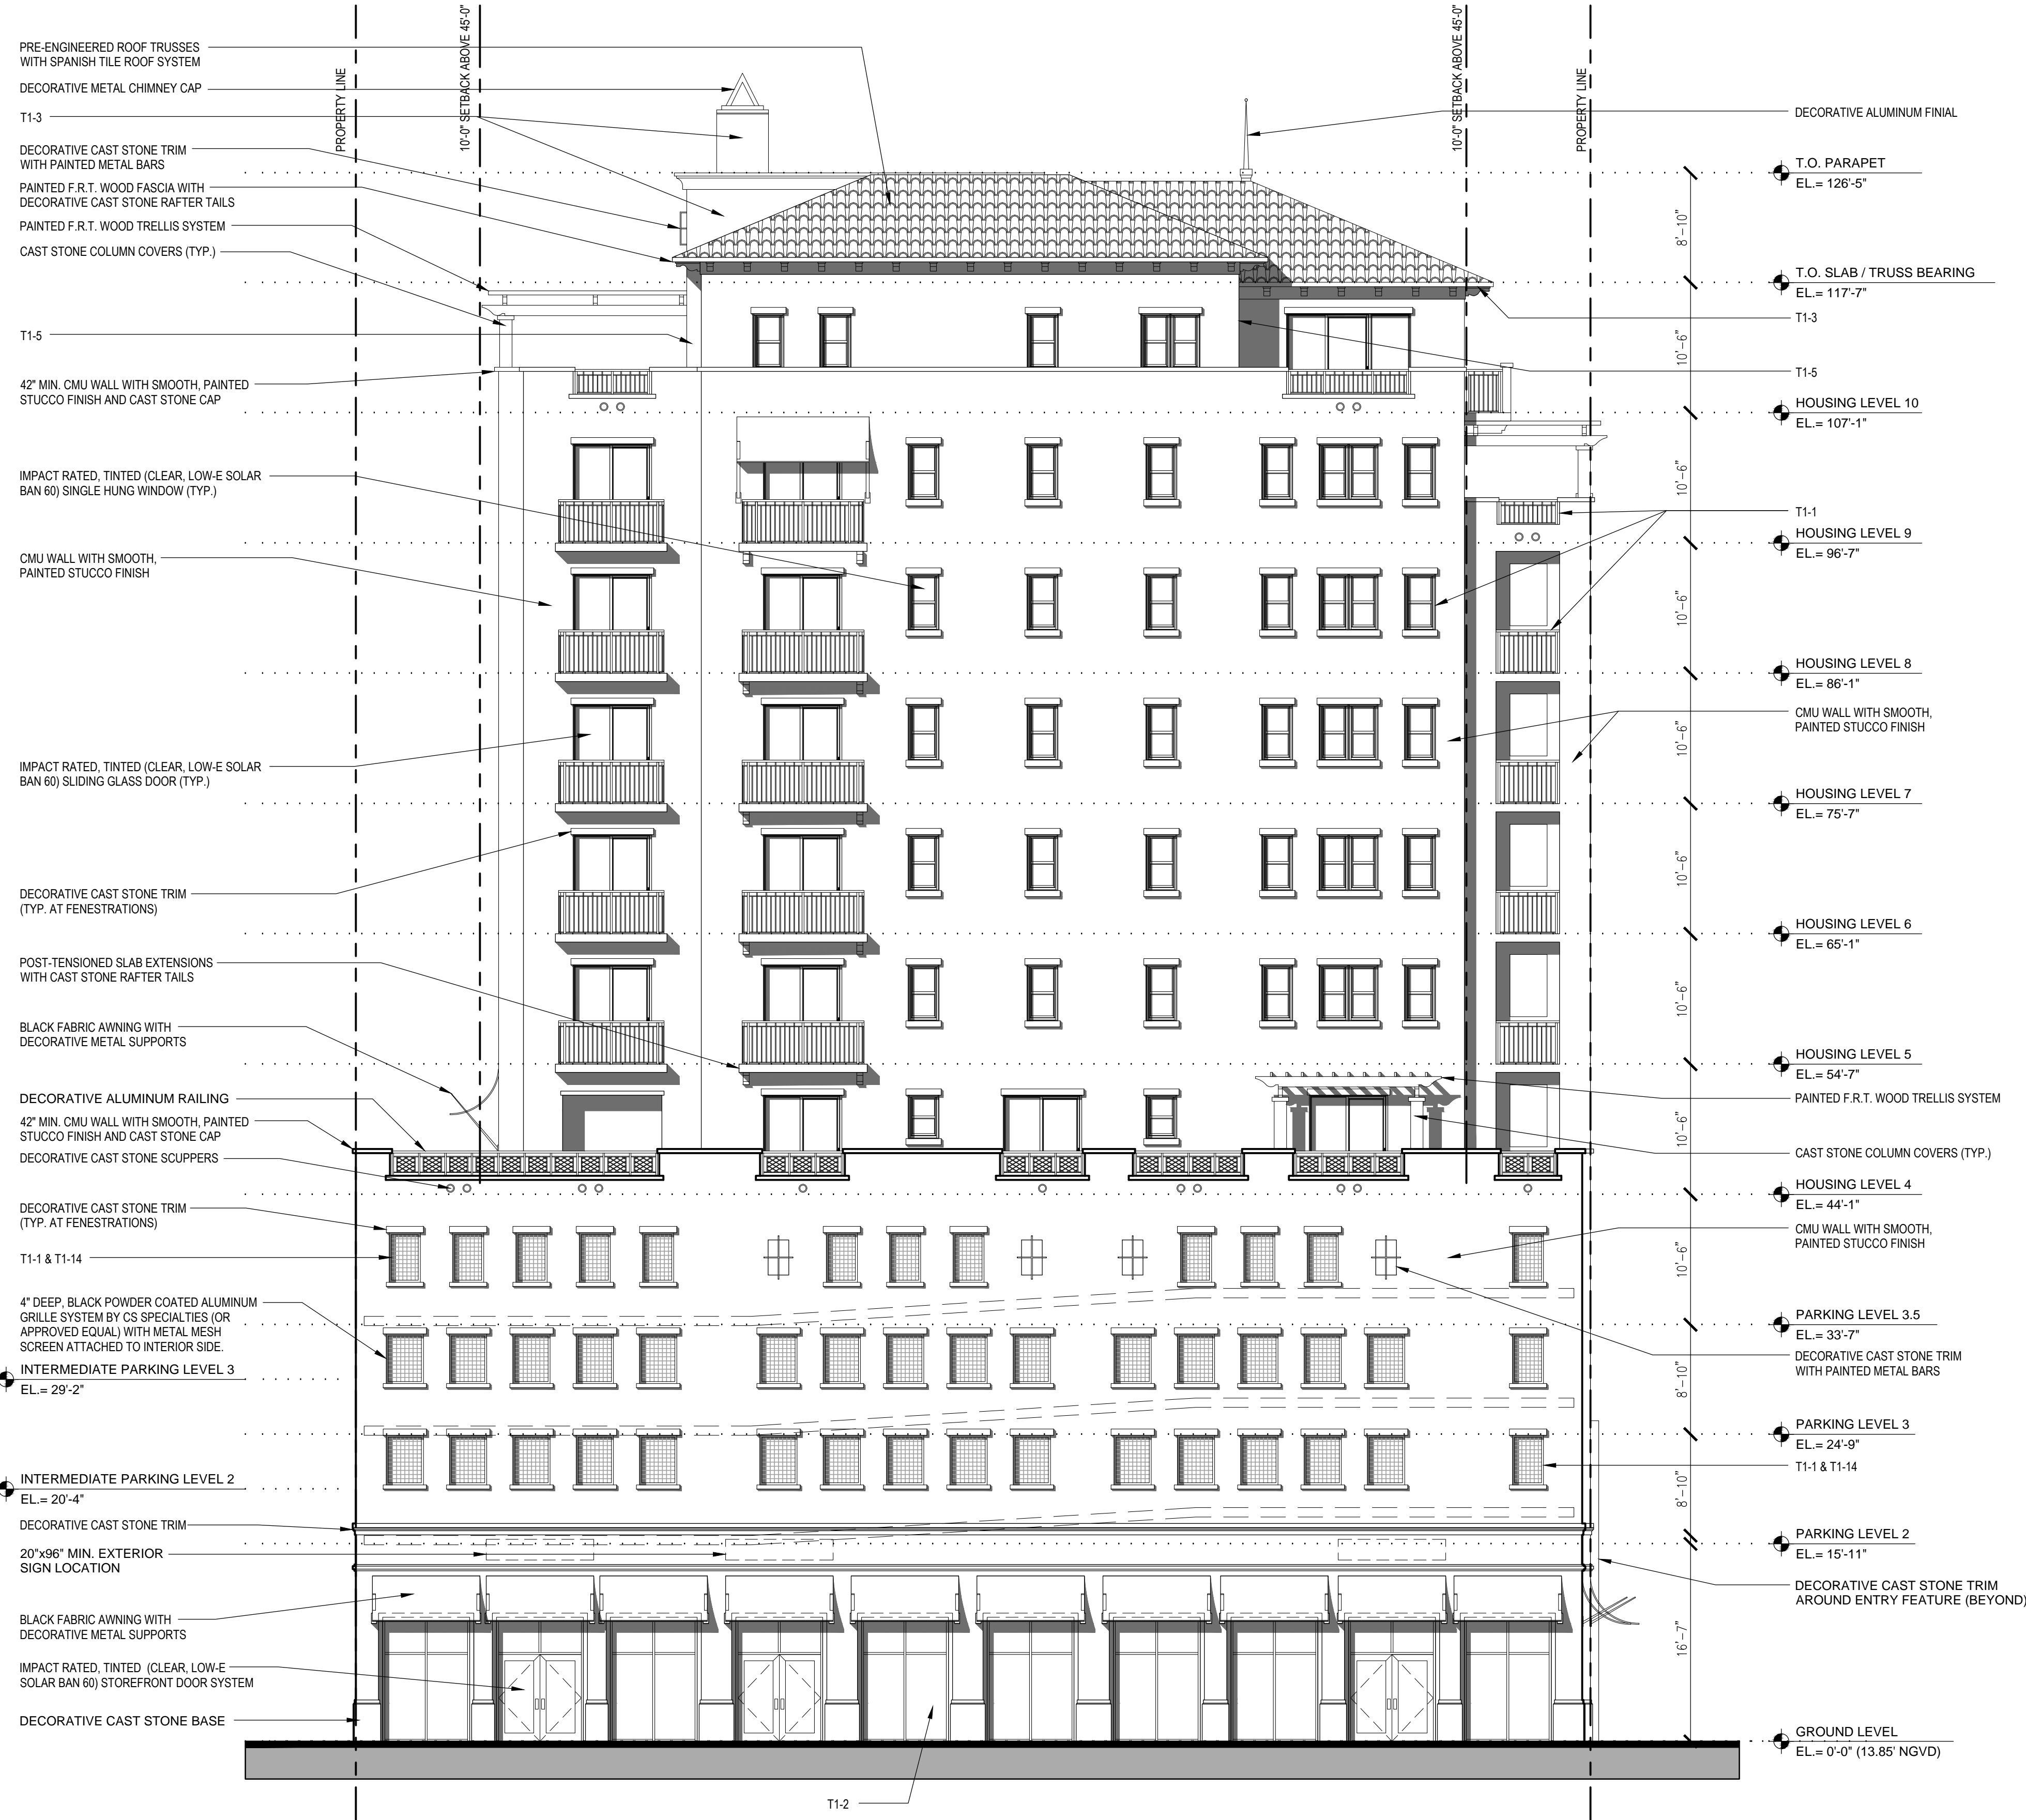 PRE-ENGINEERED ROOF TRUSSES
WITH SPANISH TILE ROOF SYSTEM
DECORATIVE METAL CHIMNEY CAP
T1-3
DECORATIVE CAST STONE TRIM
WITH PAINTED METAL BARS
PAINTED F.R.T. WOOD FASCIA WITH
DECORATIVE CAST STONE RAFTER TAILS
PAINTED F.R.T. WOOD TRELLIS SYSTEM
CAST STONE COLUMN COVERS (TYP.)
T1-5
42" MIN. CMU WALL WITH SMOOTH, PAINTED
STUCCO FINISH AND CAST STONE CAP
IMPACT RATED, TINTED (CLEAR, LOW-E SOLAR
BAN 60) SINGLE HUNG WINDOW (TYP.)
CMU WALL WITH SMOOTH,
PAINTED STUCCO FINISH
IMPACT RATED, TINTED (CLEAR, LOW-E SOLAR
BAN 60) SLIDING GLASS DOOR (TYP.)
DECORATIVE CAST STONE TRIM
(TYP. AT FENESTRATIONS)
POST-TENSIONED SLAB EXTENSIONS
WITH CAST STONE RAFTER TAILS
BLACK FABRIC AWNING WITH
DECORATIVE METAL SUPPORTS
DECORATIVE ALUMINUM RAILING
42" MIN. CMU WALL WITH SMOOTH, PAINTED
STUCCO FINISH AND CAST STONE CAP
DECORATIVE CAST STONE SCUPPERS
DECORATIVE CAST STONE TRIM
(TYP. AT FENESTRATIONS)
T1-1 & T1-14
4" DEEP, BLACK POWDER COATED ALUMINUM
GRILLE SYSTEM BY CS SPECIALTIES (OR
APPROVED EQUAL) WITH METAL MESH
SCREEN ATTACHED TO INTERIOR SIDE.
INTERMEDIATE PARKING LEVEL 3
EL.= 29'-2"
INTERMEDIATE PARKING LEVEL 2
EL.= 20'-4"
DECORATIVE CAST STONE TRIM
20"x96" MIN. EXTERIOR
SIGN LOCATION
BLACK FABRIC AWNING WITH
DECORATIVE METAL SUPPORTS
IMPACT RATED, TINTED (CLEAR, LOW-E
SOLAR BAN 60) STOREFRONT DOOR SYSTEM
DECORATIVE CAST STONE BASE
PROPERTY LINE
10'-0" SETBACK ABOVE 45'-0"
10'-0" SETBACK ABOVE 45'-0"
PROPERTY LINE
T1-2
8'-10"
10'-6"
10'-6"
10'-6"
10'-6"
10'-6"
10'-6"
10'-6"
10'-6"
8'-10"
8'-10"
16'-7"
DECORATIVE ALUMINUM FINIAL
T.O. PARAPET
EL.= 126'-5"
T.O. SLAB / TRUSS BEARING
EL.= 117'-7"
T1-3
T1-5
HOUSING LEVEL 10
EL.= 107'-1"
T1-1
HOUSING LEVEL 9
EL.= 96'-7"
HOUSING LEVEL 8
EL.= 86'-1"
CMU WALL WITH SMOOTH,
PAINTED STUCCO FINISH
HOUSING LEVEL 7
EL.= 75'-7"
HOUSING LEVEL 6
EL.= 65'-1"
HOUSING LEVEL 5
EL.= 54'-7"
PAINTED F.R.T. WOOD TRELLIS SYSTEM
CAST STONE COLUMN COVERS (TYP.)
HOUSING LEVEL 4
EL.= 44'-1"
CMU WALL WITH SMOOTH,
PAINTED STUCCO FINISH
PARKING LEVEL 3.5
EL.= 33'-7"
DECORATIVE CAST STONE TRIM
WITH PAINTED METAL BARS
PARKING LEVEL 3
EL.= 24'-9"
T1-1 & T1-14
PARKING LEVEL 2
EL.= 15'-11"
DECORATIVE CAST STONE TRIM
AROUND ENTRY FEATURE (BEYOND)
GROUND LEVEL
EL.= 0'-0" (13.85' NGVD)